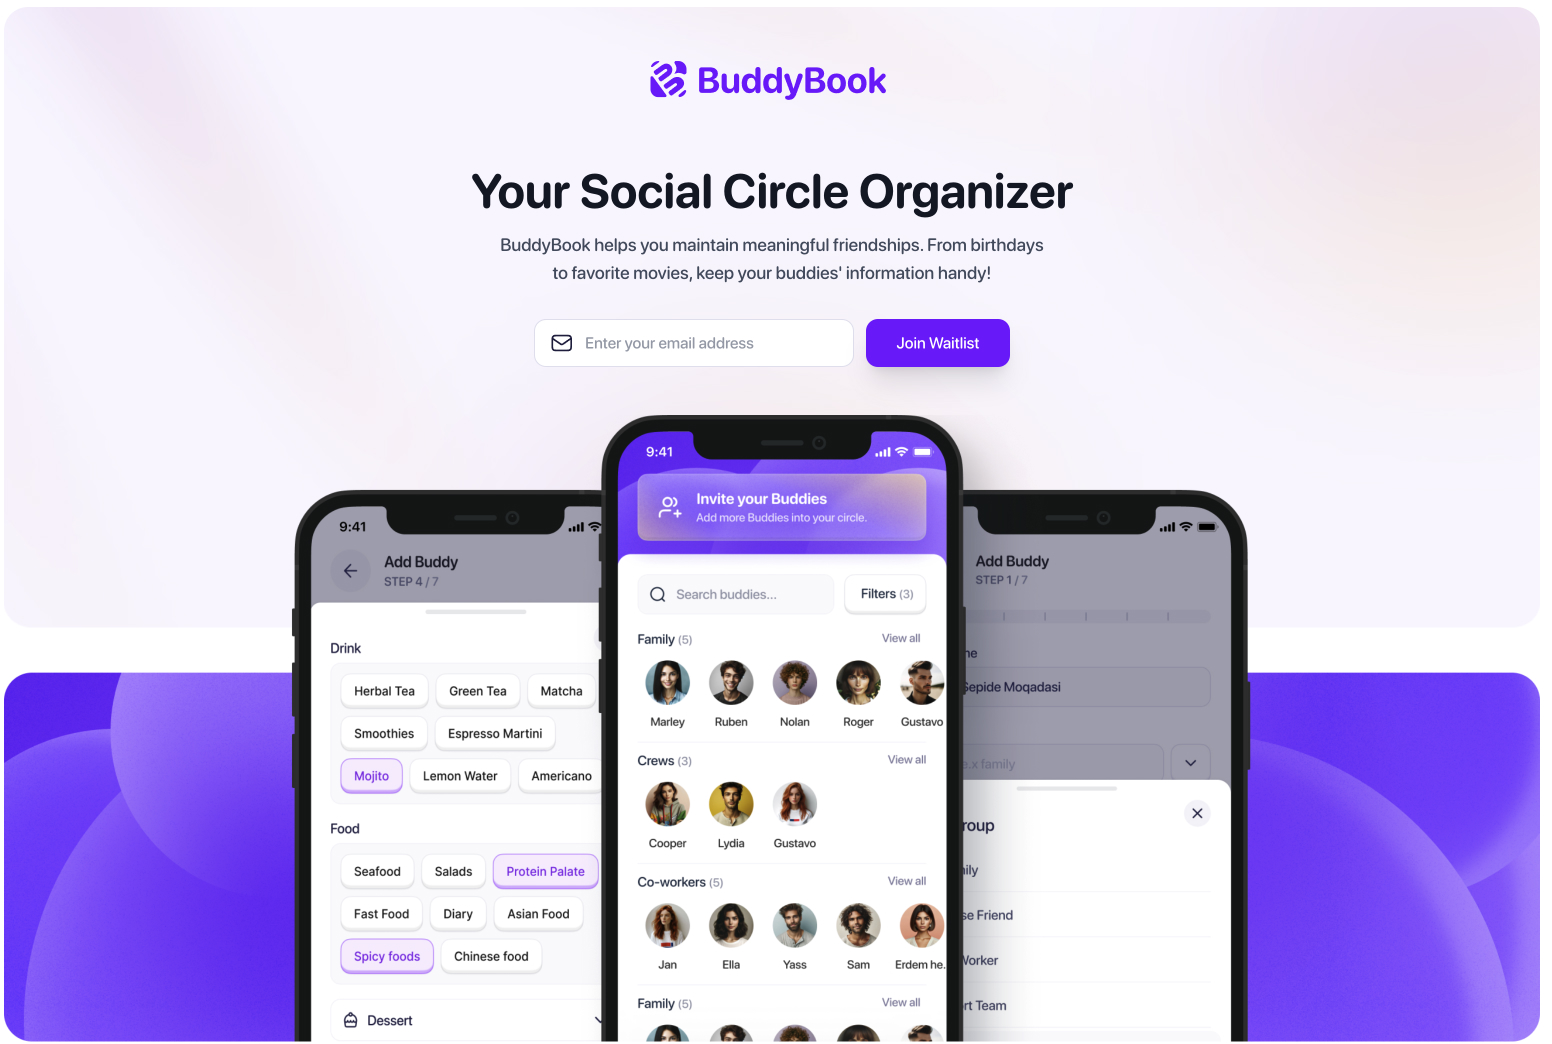 BuddyBook
Your Social Circle Organizer
BuddyBook helps you maintain meaningful friendships. From birthdays
to favorite movies, keep your buddies' information handy!
Enter your email address
Join Waitlist
9:41
Add Buddy
STEP 4 / 7
Drink
Herbal Tea
Green Tea
Matcha
Smoothies
Espresso Martini
Mojito
Lemon Water
Americano
Food
Seafood
Salads
Protein Palate
Fast Food
Diary
Asian Food
Spicy foods
Chinese food
Dessert
9:41
Invite your Buddies
Add more Buddies into your circle.
Search buddies...
Filters (3)
Family (5)
View all
Marley
Ruben
Nolan
Roger
Gustavo
Crews (3)
View all
Cooper
Lydia
Gustavo
Co-workers (5)
View all
Jan
Ella
Yass
Sam
Erdem he.
Family (5)
View all
Add Buddy
STEP 1 / 7
me
Sepide Moqadasi
e.x family
roup
nily
se Friend
Worker
rt Team